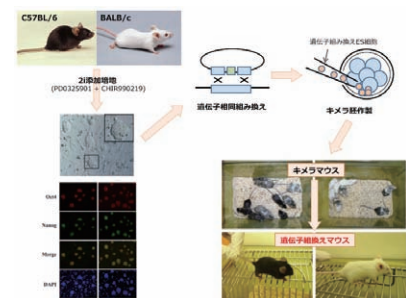 C57BL/6
BALB/c
2i添加培地
(PD0325901 + CHIR990219)
遺伝子相同組み換え
遺伝子組み換えES細胞
キメラ胚作製
キメラマウス
遺伝子組換えマウス
Oct4
Nanog
Merge
DAPI